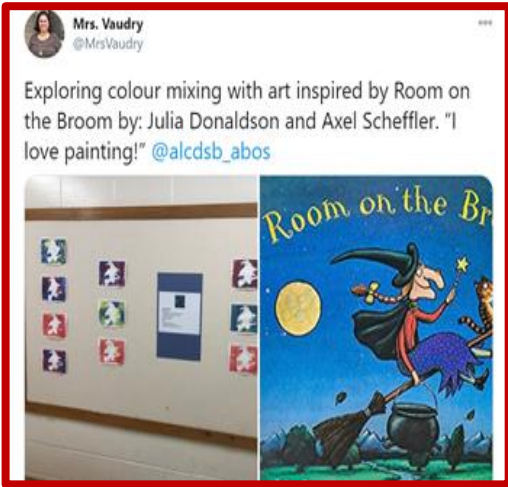 Mrs. Vaudry
@MrsVaudry
Exploring colour mixing with art inspired by Room on
the Broom by: Julia Donaldson and Axel Scheffler. "I
love painting!" @alcdsb_abos
Room on the Br